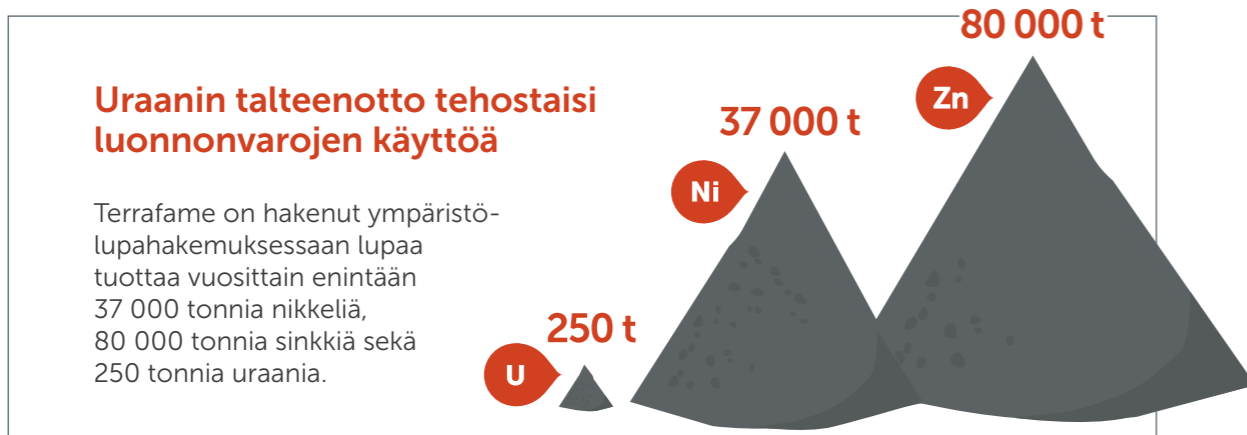 Uraanin talteenotto tehostaisi
luonnonvarojen käyttöä
Terrafame on hakenut ympäristö-
lupahakemuksessaan lupaa
tuottaa vuosittain enintään
37 000 tonnia nikkeliä,
80 000 tonnia sinkkiä sekä
250 tonnia uraania.
250 t
U
37 000 t
Ni
80 000 t
Zn